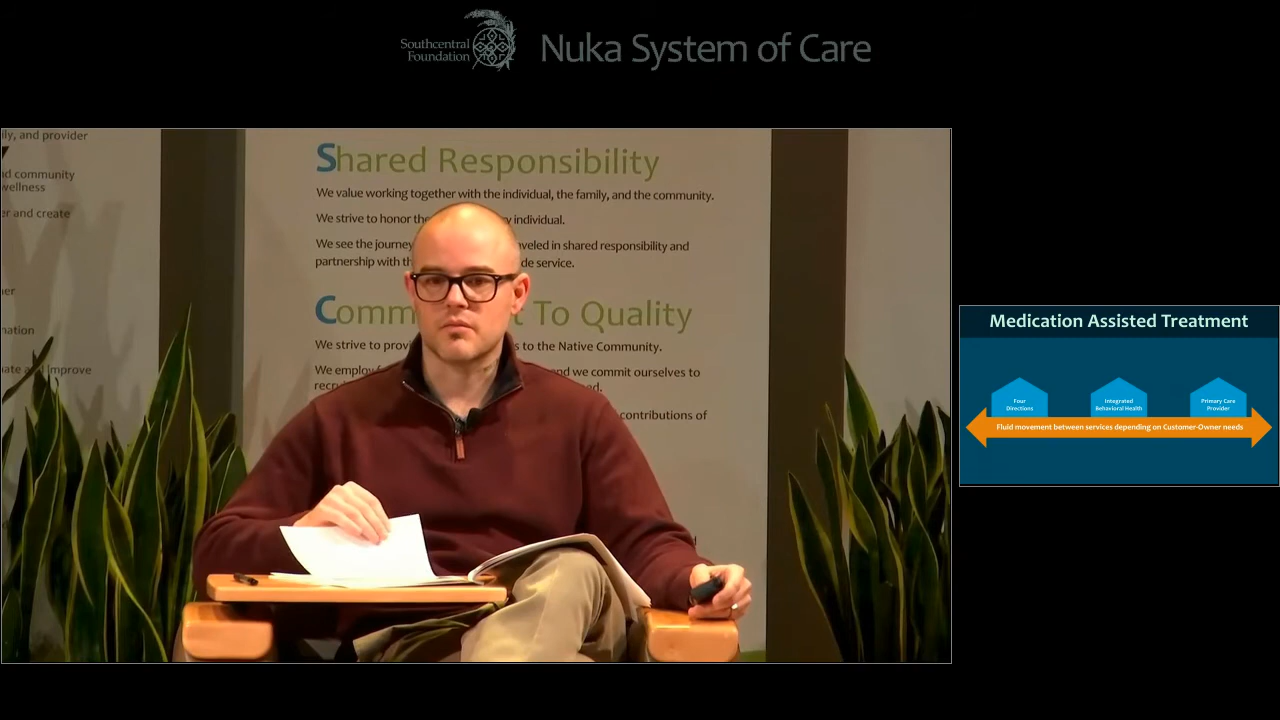 Southcentral
Foundation
Nuka System of Care
ily, and provider
nd community
wellness
er and create
er
nation
ate a improve
Shared Responsibility
We value working together with the individual, the family, and the community.
We strive to honor the y individual.
We see the journey veled in shared responsibility and
partnership with th de service.
Comm t To Quality
We strive to provi s to the Native Community.
We employ f and we commit ourselves to
recru ed.
contributions of
Medication Assisted Treatment
Four
Directions
Integrated
Behavioral Health
Primary Care
Provider
Fluid movement between services depending on Customer-Owner needs